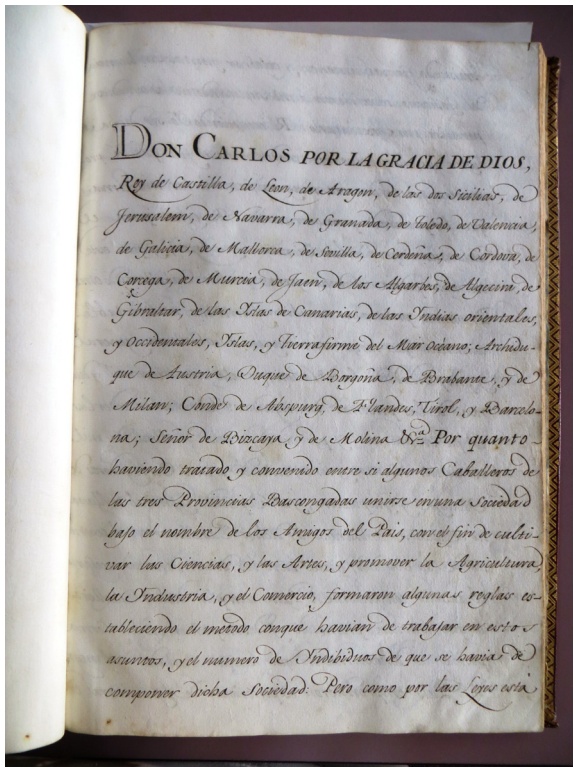 DON CARLOS POR LA GRACIA DE DIOS,
Rey de Castilla, de Leon, de Aragon, de las dos Sicilias, de
Jerusalem, de Navarra, de Granada, de Toledo, de Valencia,
de Galicia, de Mallorca, de Sevilla, de Cerdeña, de Cordova, de
Corcega, de Murcia, de Jaen, de los Algarbes, de Algecira, de
Gibraltar, de las Islas de Canarias, de las Indias orientales,
y Occidentales, Islas, y Tierra firme del Mar océano; Archidu-
que de Austria, Duque de Borgoña, de Brabante, y de
Milan; Conde de Abspurg, de Flandes, Tirol, y Barcelo-
na; Señor de Bizcaya y de Molina &ª Por quanto
haviendo tratado y convenido entre si algunos Caballeros de
las tres Provincias Bascongadas unirse en una Sociedad
bajo el nombre de los Amigos del Pais, con el fin de culti-
var las Ciencias, y las Artes, y promover la Agricultura,
la Industria, y el Comercio, formaron algunas reglas es-
tableciendo el metodo conque havian de trabajar en estos
asuntos, y el numero de Indibiduos de que se havia de
componer dicha Sociedad: Pero como por las Leyes está